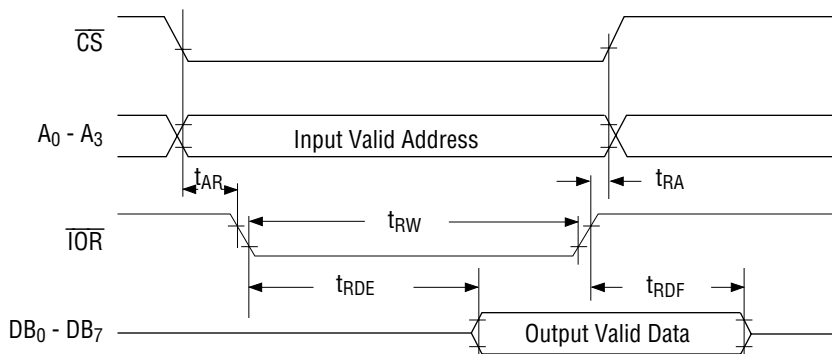 CS
A0 - A3
Input Valid Address
tAR
tRA
IOR
tRW
tRDE
tRDF
DB0 - DB7
Output Valid Data